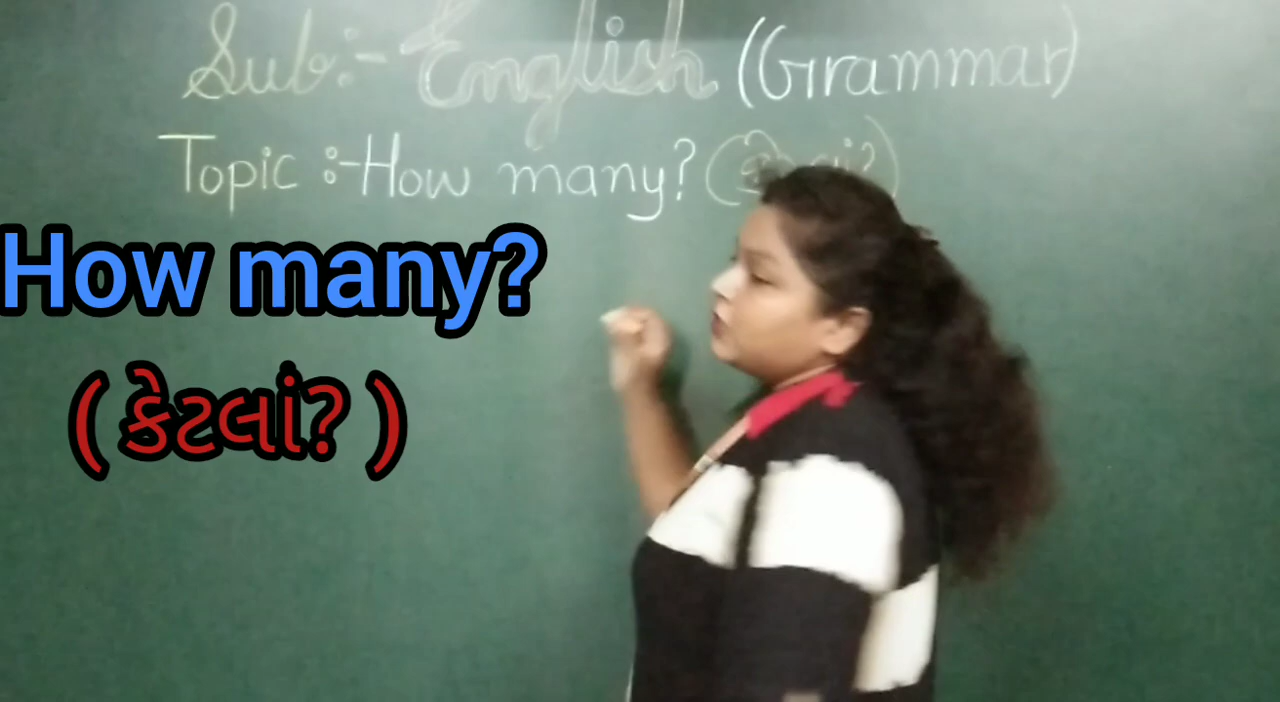 Sub:- English (Grammar)
Topic :- How many? (
How many?
( કેટલાં? )